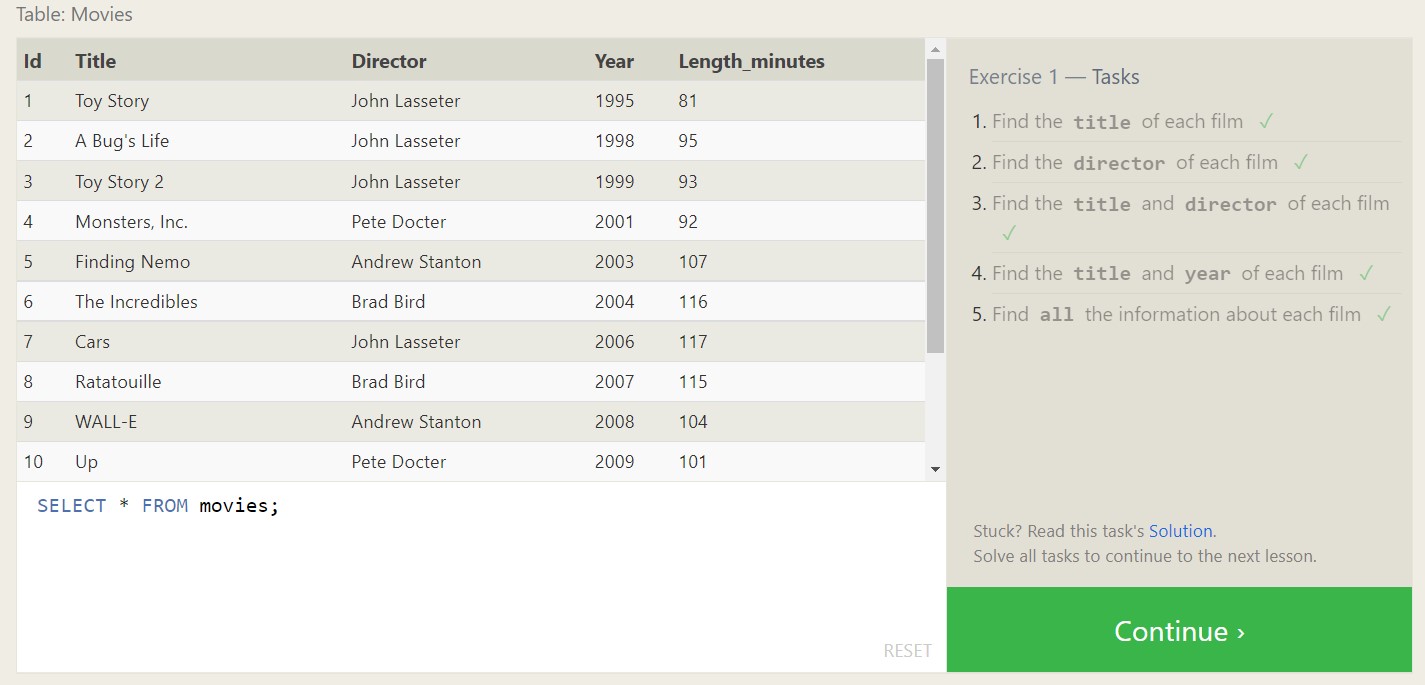 Table: Movies
Id Title Director Year Length_minutes
1 Toy Story John Lasseter 1995 81
2 A Bug's Life John Lasseter 1998 95
3 Toy Story 2 John Lasseter 1999 93
4 Monsters, Inc. Pete Docter 2001 92
5 Finding Nemo Andrew Stanton 2003 107
6 The Incredibles Brad Bird 2004 116
7 Cars John Lasseter 2006 117
8 Ratatouille Brad Bird 2007 115
9 WALL-E Andrew Stanton 2008 104
10 Up Pete Docter 2009 101
SELECT * FROM movies;
RESET
Exercise 1 — Tasks
1. Find the title of each film ✓
2. Find the director of each film ✓
3. Find the title and director of each film
✓
4. Find the title and year of each film ✓
5. Find all the information about each film ✓
Stuck? Read this task's Solution.
Solve all tasks to continue to the next lesson.
Continue ›